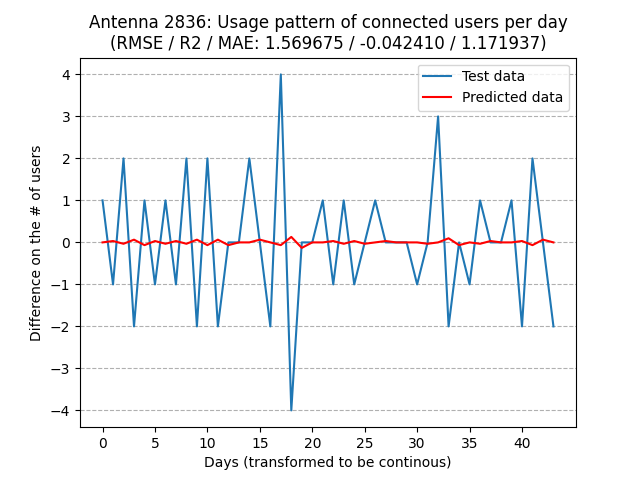 Antenna 2836: Usage pattern of connected users per day
(RMSE / R2 / MAE: 1.569675 / -0.042410 / 1.171937)
Test data
Predicted data
4
3
2
1
0
−1
−2
−3
−4
Difference on the # of users
0 5 10 15 20 25 30 35 40
Days (transformed to be continous)